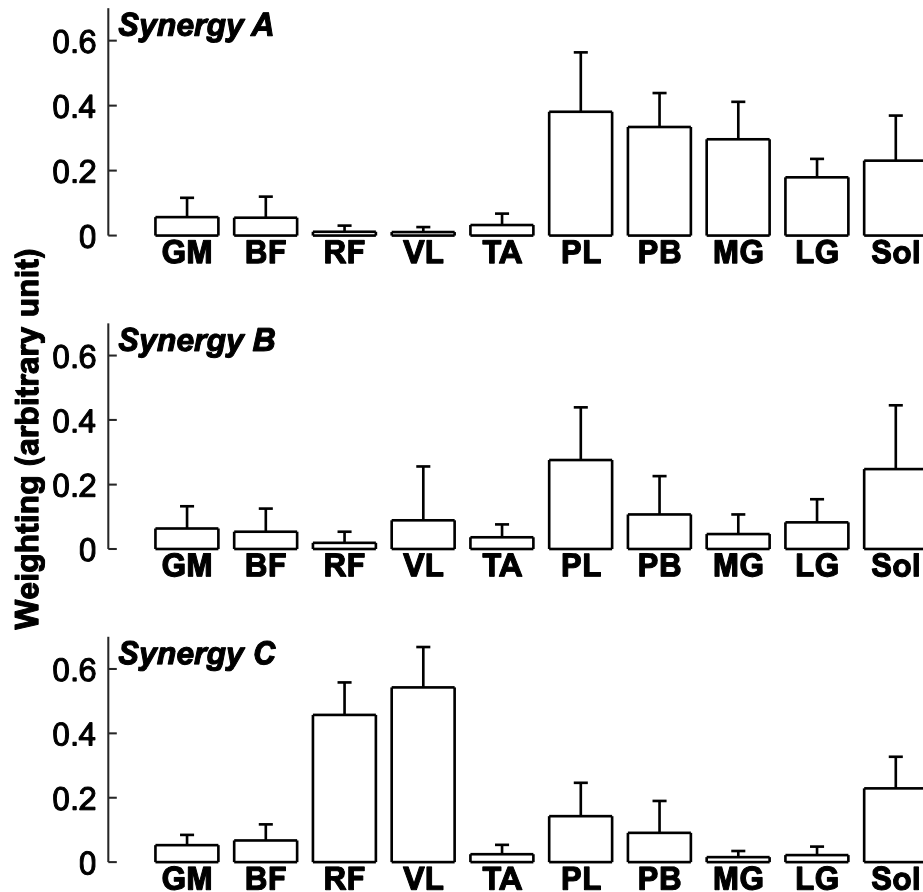 Weighting (arbitrary unit)
Synergy A
0.6
0.4
0.2
0
GM BF RF VL TA PL PB MG LG Sol
Synergy B
0.6
0.4
0.2
0
GM BF RF VL TA PL PB MG LG Sol
Synergy C
0.6
0.4
0.2
0
GM BF RF VL TA PL PB MG LG Sol